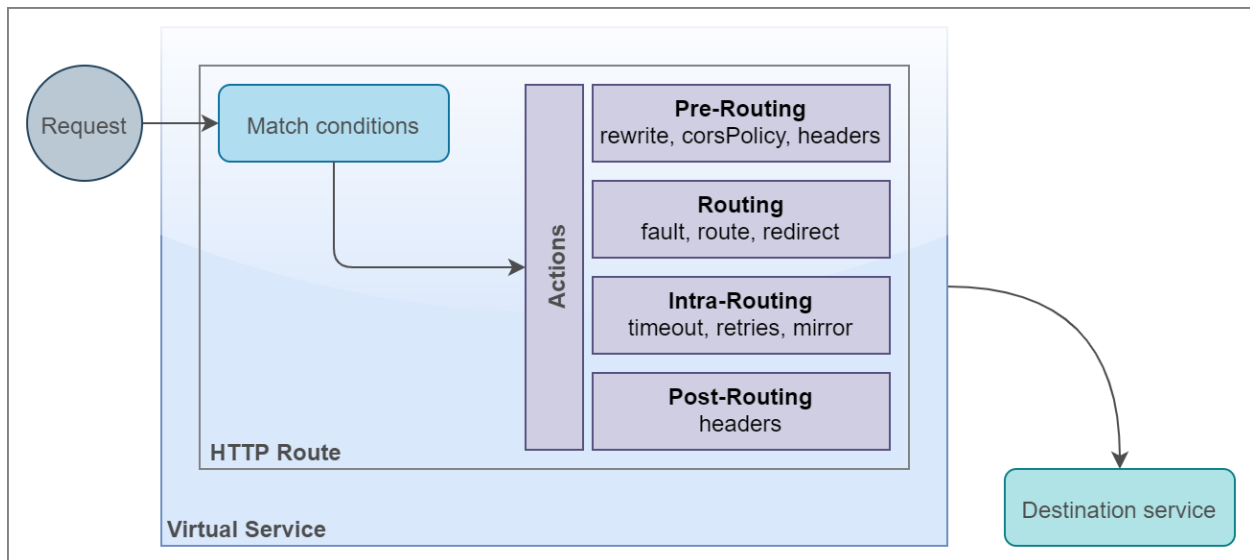 Request
Match conditions
Actions
Pre-Routing
rewrite, corsPolicy, headers
Routing
fault, route, redirect
Intra-Routing
timeout, retries, mirror
Post-Routing
headers
HTTP Route
Virtual Service
Destination service